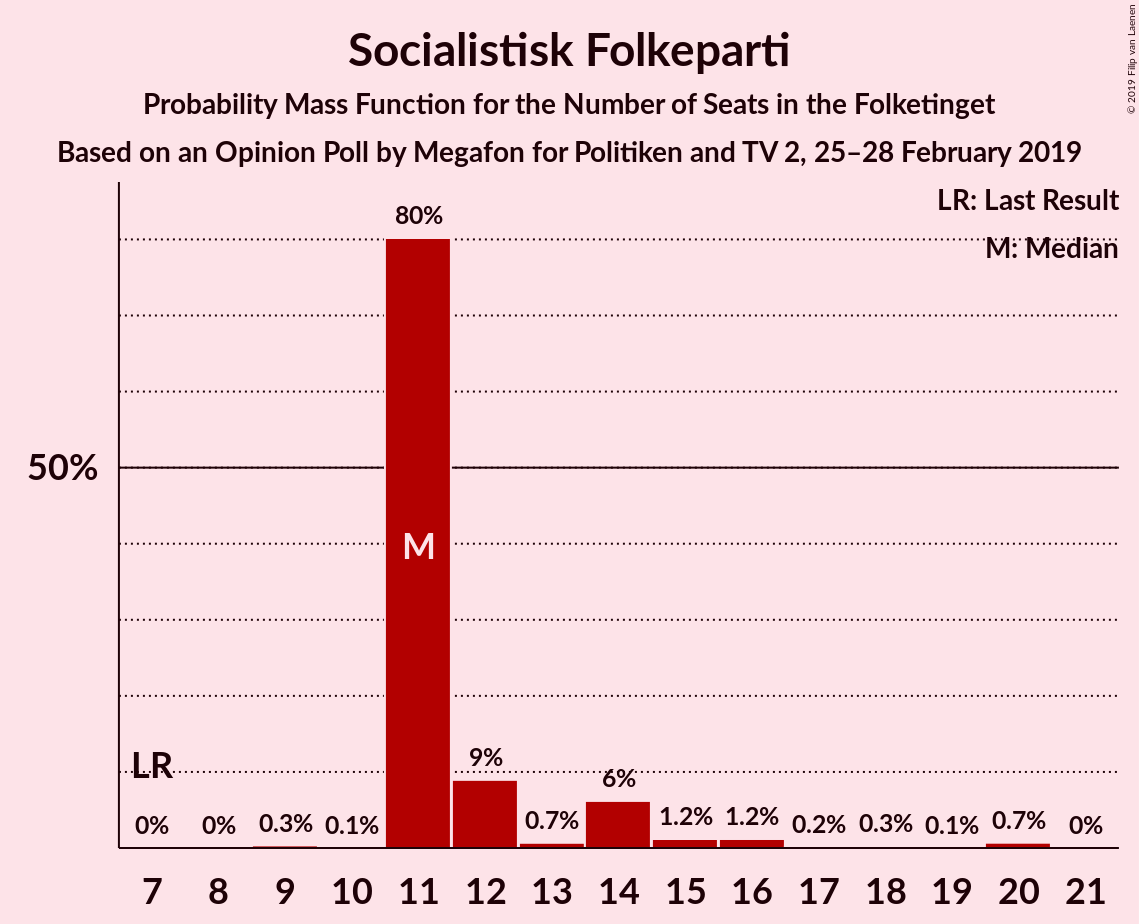 Socialistisk Folkeparti
Probability Mass Function for the Number of Seats in the Folketinget
Based on an Opinion Poll by Megafon for Politiken and TV 2, 25–28 February 2019
© 2019 Filip van Laenen
LR: Last Result
M: Median
80%
50%
M
LR
9%
6%
0% 0% 0.3% 0.1% 0.7% 1.2% 1.2% 0.2% 0.3% 0.1% 0.7% 0%
7 8 9 10 11 12 13 14 15 16 17 18 19 20 21